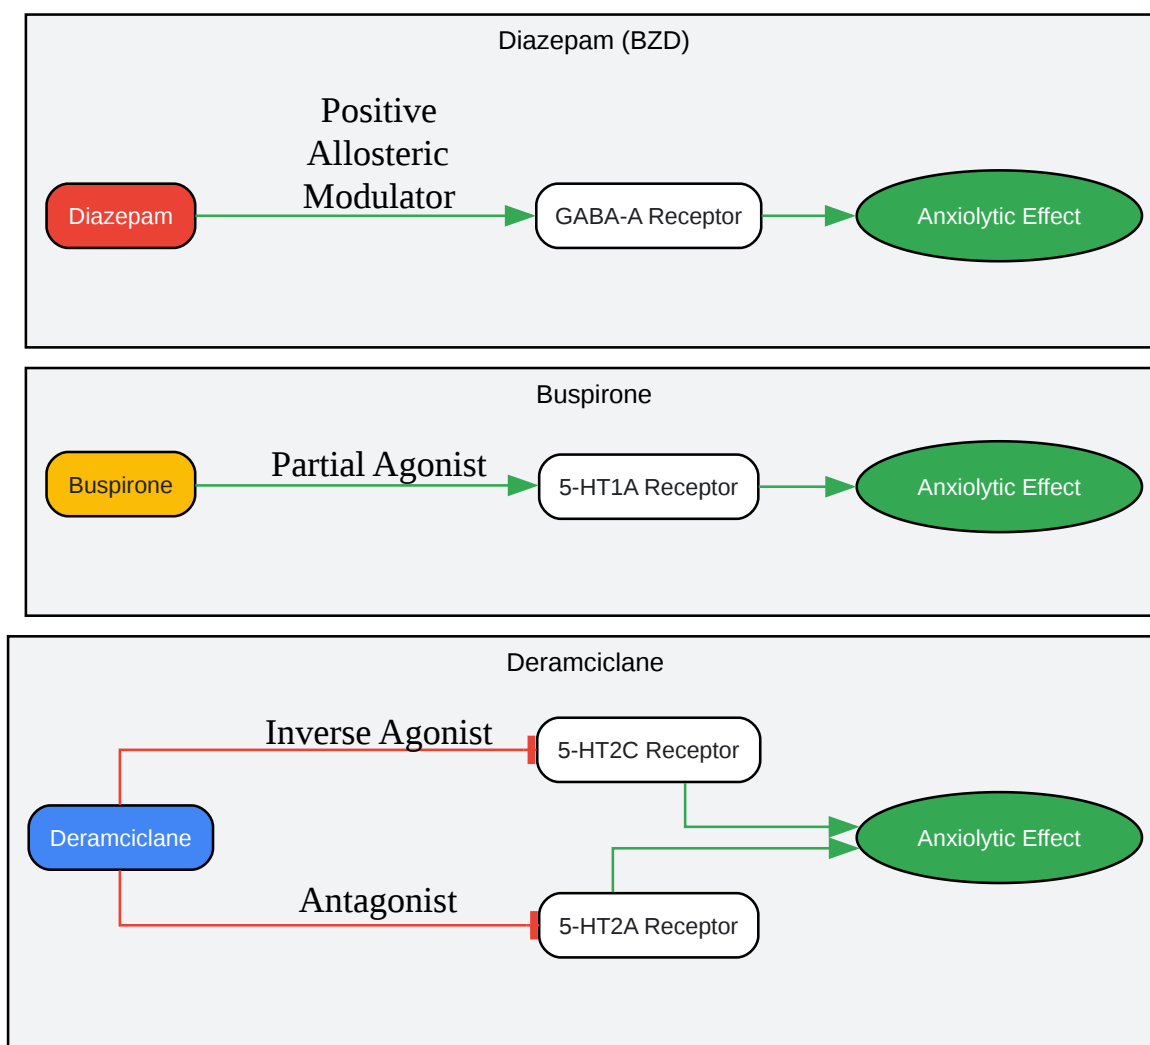 Diazepam (BZD)
Positive
Allosteric
Modulator
Diazepam
GABA-A Receptor
Anxiolytic Effect
Buspirone
Partial Agonist
Buspirone
5-HT1A Receptor
Anxiolytic Effect
Deramciclane
Inverse Agonist
5-HT2C Receptor
Deramciclane
Anxiolytic Effect
Antagonist
5-HT2A Receptor